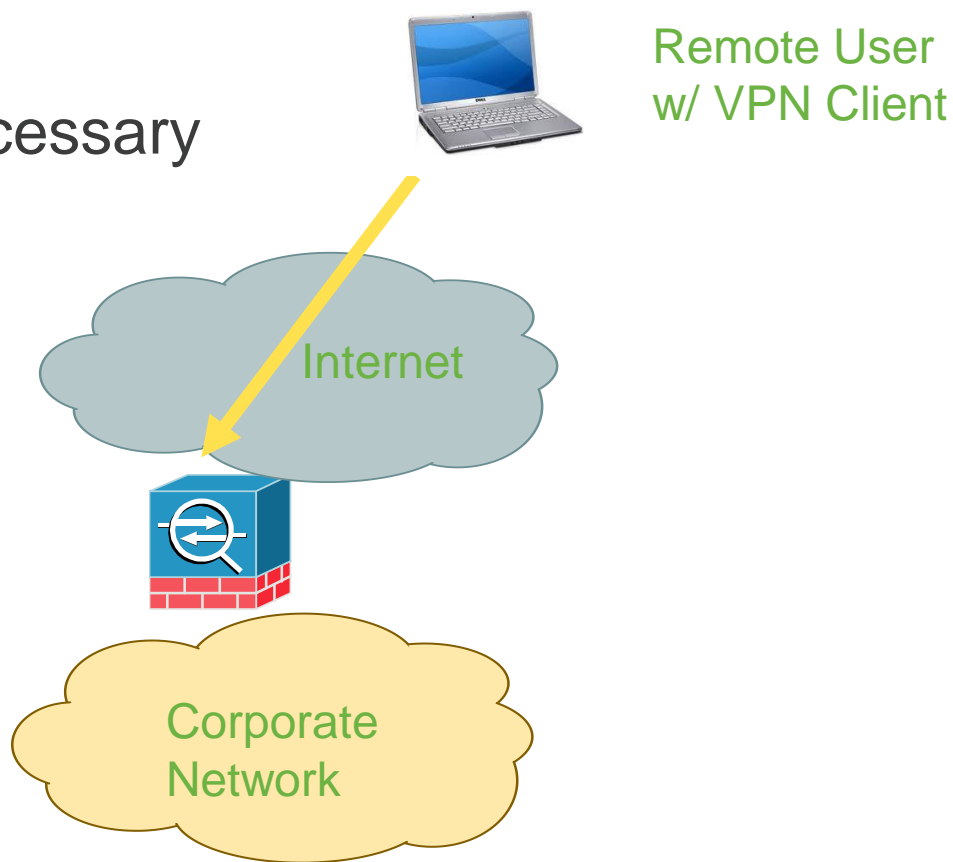 Remote User
w/ VPN Client
cessary
Internet
Corporate
Network